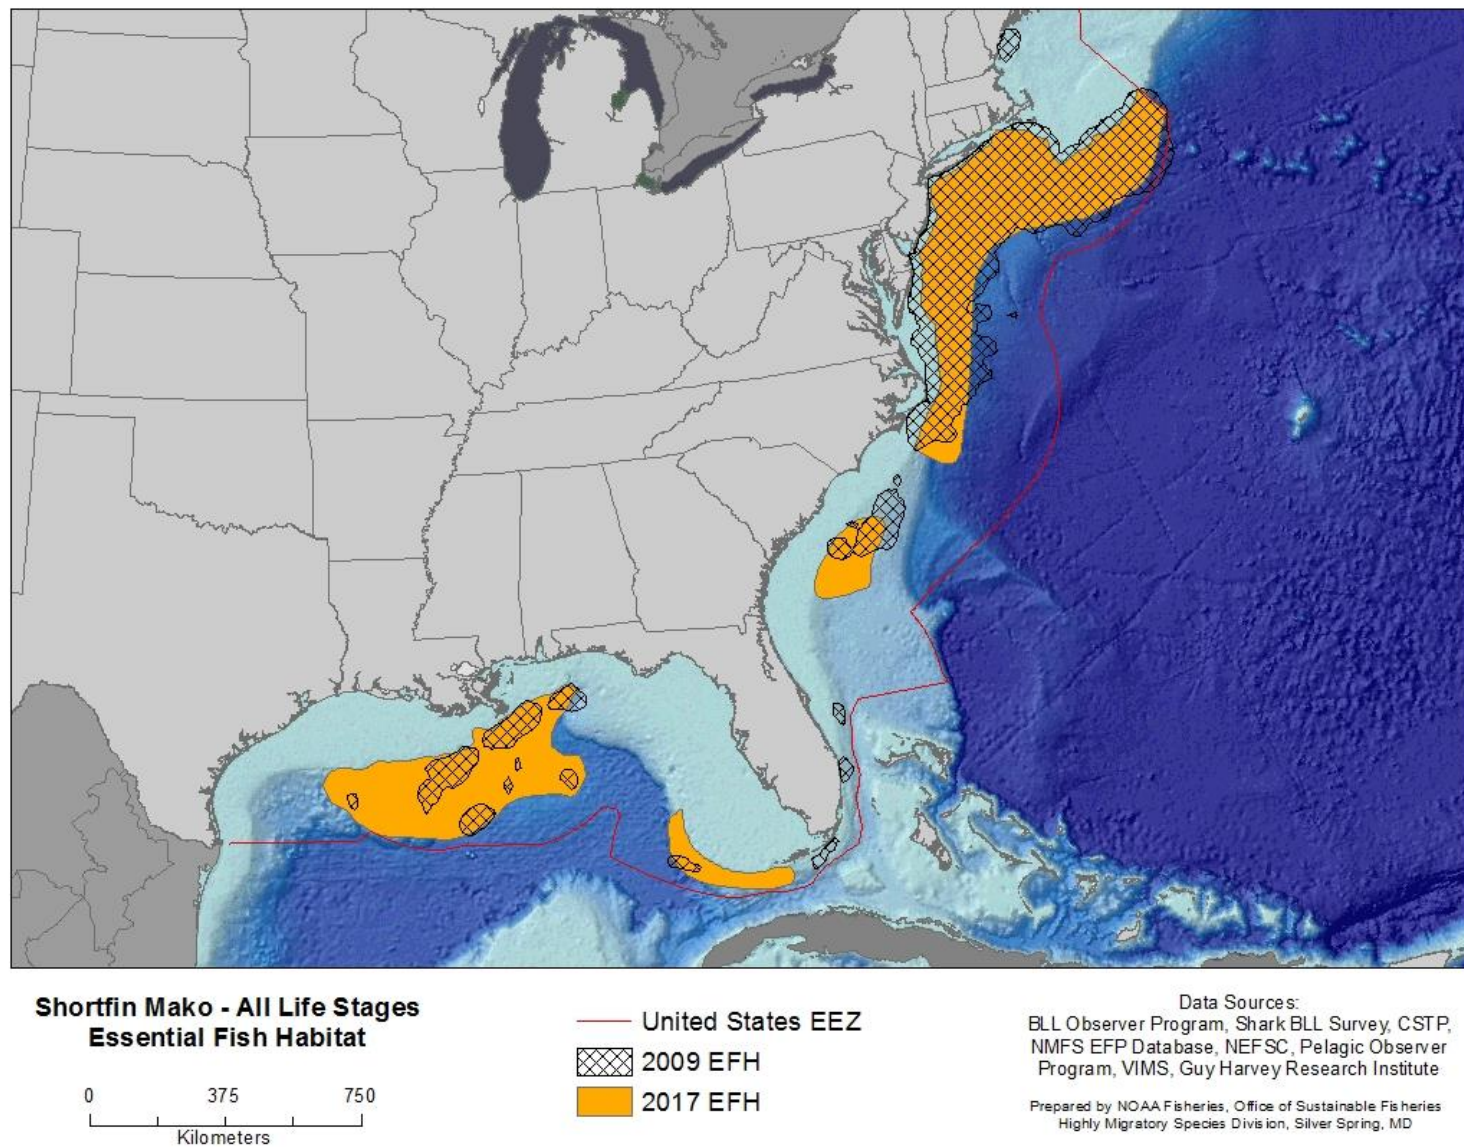 Shortfin Mako - All Life Stages
Essential Fish Habitat
0 375 750
Kilometers
United States EEZ
2009 EFH
2017 EFH
Data Sources:
BLL Observer Program, Shark BLL Survey, CSTP,
NMFS EFP Database, NEFSC, Pelagic Observer
Program, VIMS, Guy Harvey Research Institute
Prepared by NOAA Fisheries, Office of Sustainable Fisheries
Highly Migratory Species Division, Silver Spring, MD